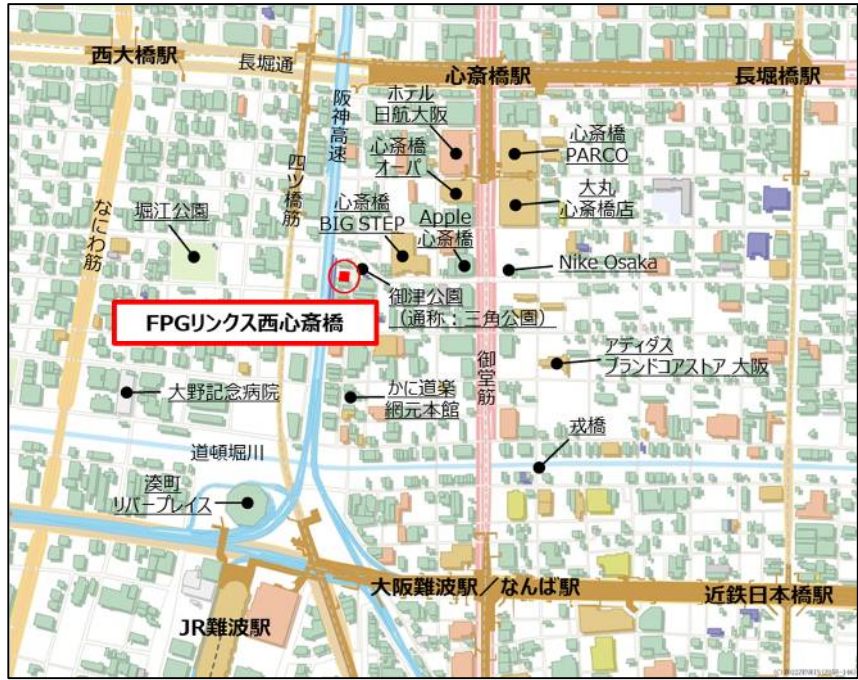 西大橋駅
長堀通
心斎橋駅
長堀橋駅
阪神高速
ホテル
日航大阪
心斎橋
PARCO
心斎橋
オーパ
四ツ橋筋
大丸
心斎橋店
なにわ筋
堀江公園
心斎橋
BIG STEP
Apple
心斎橋
Nike Osaka
御津公園
（通称：三角公園）
FPGリンクス西心斎橋
御堂筋
アディダス
ブランドコアストア 大阪
大野記念病院
かに道楽
網元本館
道頓堀川
戎橋
湊町
リバープレイス
大阪難波駅／なんば駅
近鉄日本橋駅
JR難波駅